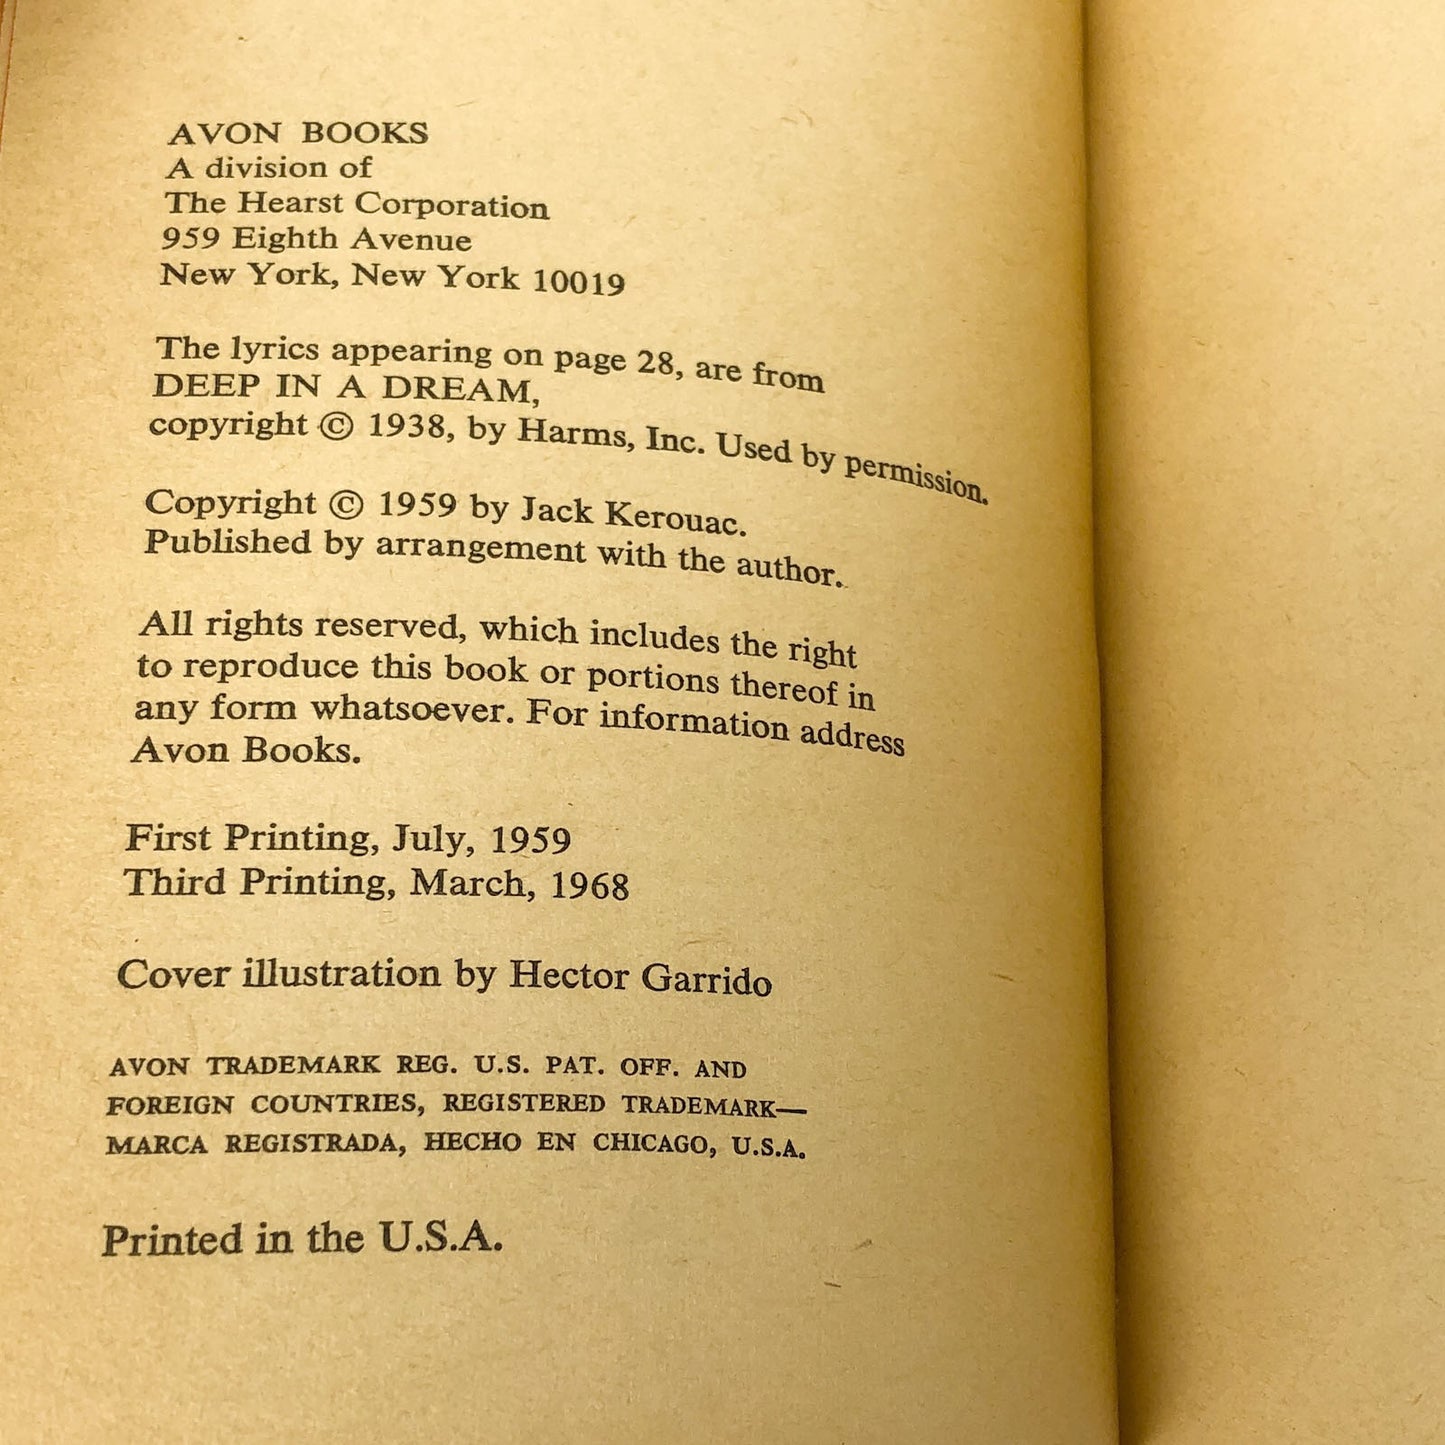 AVON BOOKS
A division of
The Hearst Corporation
959 Eighth Avenue
New York, New York 10019
The lyrics appearing on page 28, are from
DEEP IN A DREAM,
copyright © 1938, by Harms, Inc. Used by permission.
Copyright © 1959 by Jack Kerouac.
Published by arrangement with the author.
All rights reserved, which includes the right
to reproduce this book or portions thereof in
any form whatsoever. For information address
Avon Books.
First Printing, July, 1959
Third Printing, March, 1968
Cover illustration by Hector Garrido
AVON TRADEMARK REG. U.S. PAT. OFF. AND
FOREIGN COUNTRIES, REGISTERED TRADEMARK—
MARCA REGISTRADA, HECHO EN CHICAGO, U.S.A.
Printed in the U.S.A.